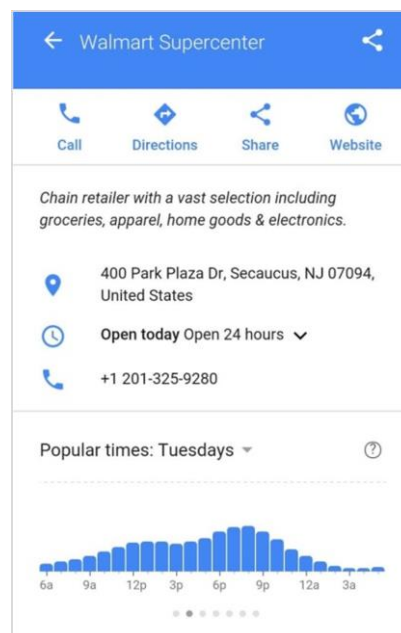 Walmart Supercenter
Call Directions Share Website
Chain retailer with a vast selection including
groceries, apparel, home goods & electronics.
400 Park Plaza Dr, Secaucus, NJ 07094,
United States
Open today Open 24 hours
+1 201-325-9280
Popular times: Tuesdays ?
6a 9a 12p 3p 6p 9p 12a 3a